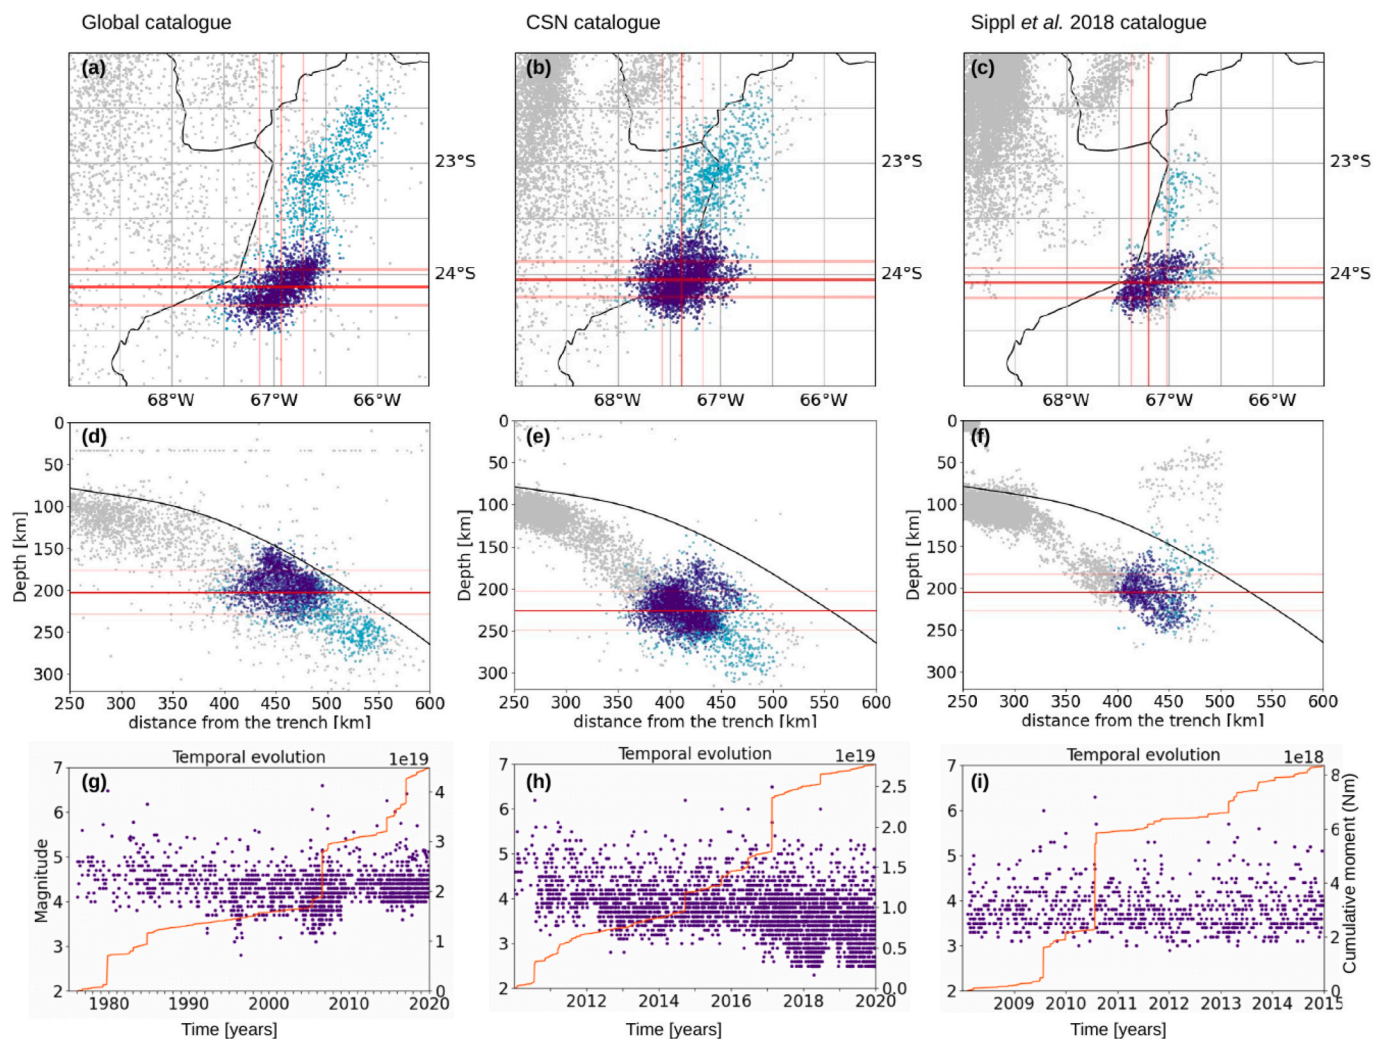 Global catalogue
CSN catalogue
Sippl et al. 2018 catalogue
(a)
(b)
(c)
23°S
23°S
23°S
24°S
24°S
24°S
68°W 67°W 66°W
68°W 67°W 66°W
68°W 67°W 66°W
(d)
(e)
(f)
0
50
100
150
200
250
300
Depth [km]
0
50
100
150
200
250
300
Depth [km]
0
50
100
150
200
250
300
Depth [km]
250 300 350 400 450 500 550 600
250 300 350 400 450 500 550 600
250 300 350 400 450 500 550 600
distance from the trench [km]
distance from the trench [km]
distance from the trench [km]
Temporal evolution 1e19
Temporal evolution 1e19
Temporal evolution 1e18
(g)
(h)
(i)
7
6
5
4
3
2
Magnitude
4
3
2
1
0
7
6
5
4
3
2
2.5
2.0
1.5
1.0
0.5
0.0
7
6
5
4
3
2
8
6
4
2
0
Cumulative moment (Nm)
1980 1990 2000 2010 2020
2012 2014 2016 2018 2020
2009 2010 2011 2012 2013 2014 2015
Time [years]
Time [years]
Time [years]